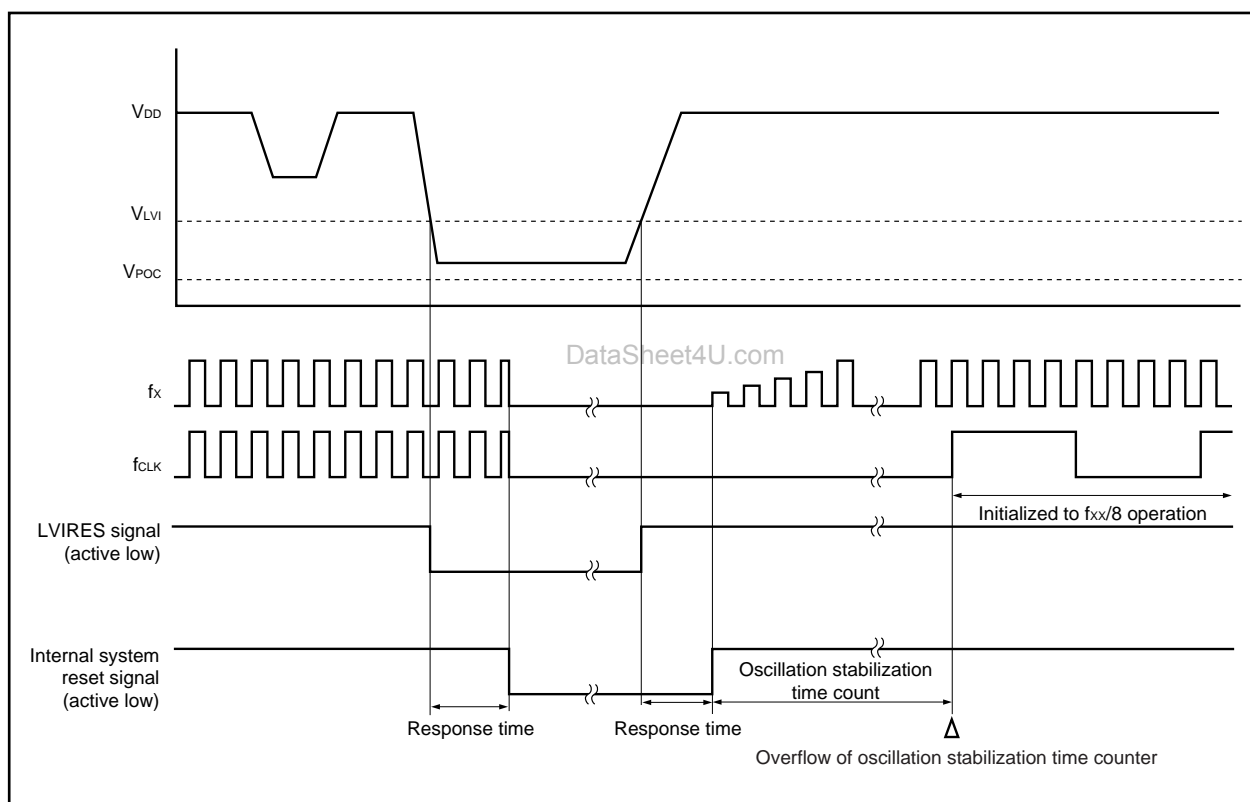 VDD
VLVI
VPOC
DataSheet4U.com
fX
fCLK
Initialized to fXX/8 operation
LVIRES signal
(active low)
Internal system
reset signal
(active low)
Oscillation stabilization
time count
Response time
Response time
Overflow of oscillation stabilization time counter